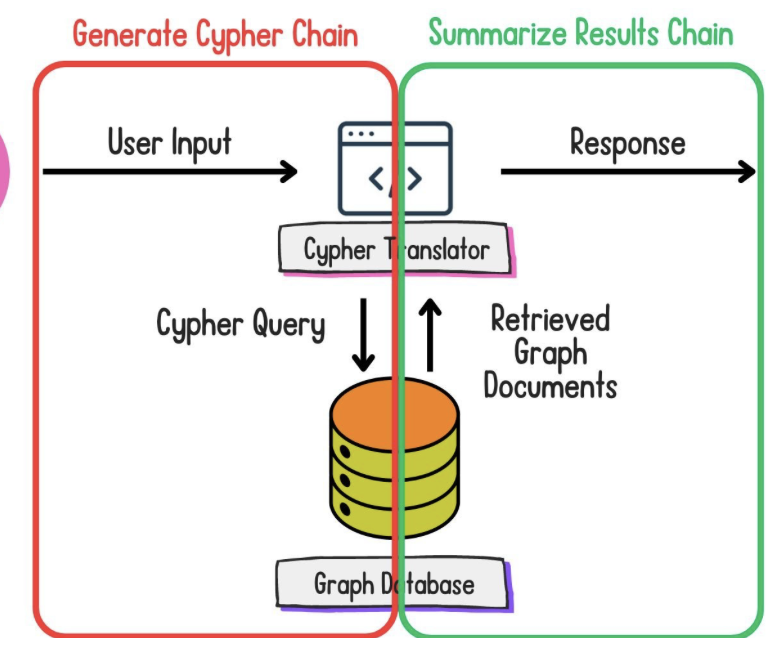 Generate Cypher Chain
Summarize Results Chain
User Input
Response
Cypher Translator
Cypher Query
Retrieved
Graph
Documents
Graph Database